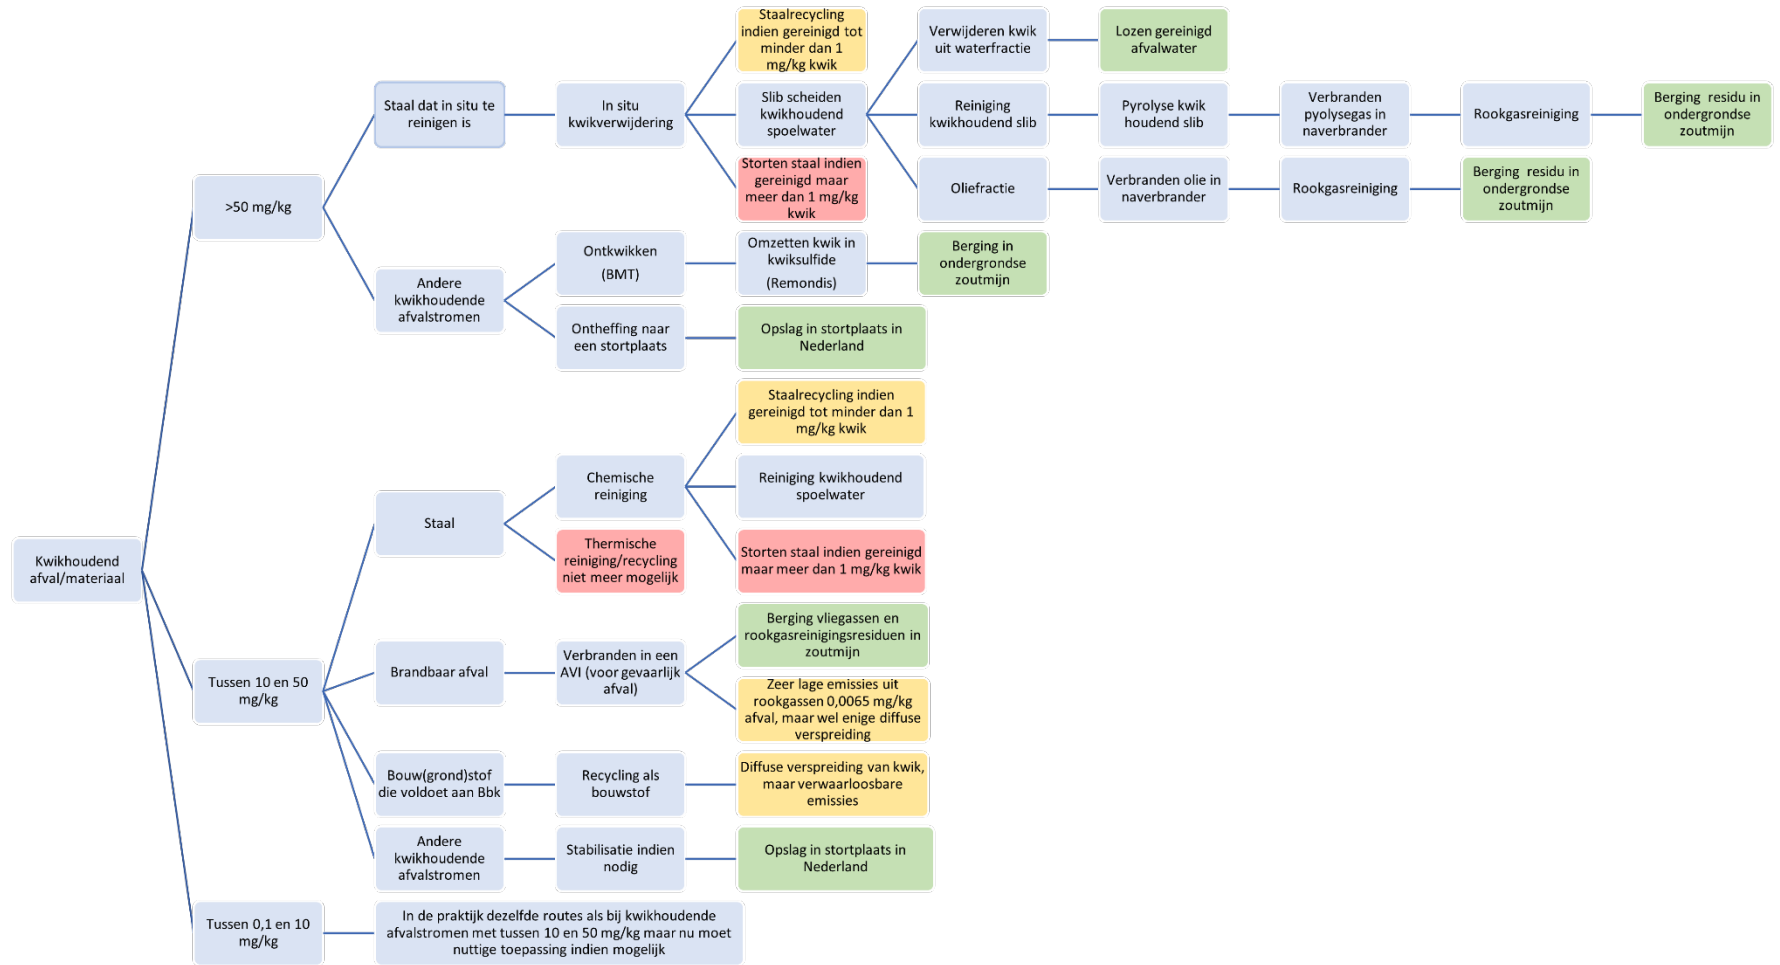 Kwikhoudend
afval/materiaal
>50 mg/kg
Staal dat in situ te
reinigen is
In situ
kwikverwijdering
Staalrecycling
indien gereinigd tot
minder dan 1
mg/kg kwik
Slib scheiden
kwikhoudend
spoelwater
Verwijderen kwik
uit waterfractie
Lozen gereinigd
afvalwater
Reiniging
kwikhoudend slib
Pyrolyse kwik
houdend slib
Verbranden
pyolysegas in
naverbrander
Rookgasreiniging
Berging residu in
ondergrondse
zoutmijn
Oliefractie
Verbranden olie in
naverbrander
Rookgasreiniging
Berging residu in
ondergrondse
zoutmijn
Storten staal indien
gereinigd maar
meer dan 1 mg/kg
kwik
Andere
kwikhoudende
afvalstromen
Ontkwikken
(BMT)
Omzetten kwik in
kwiksulfide
(Remondis)
Berging in
ondergrondse
zoutmijn
Ontheffing naar
een stortplaats
Opslag in stortplaats in
Nederland
Tussen 10 en 50
mg/kg
Staal
Chemische
reiniging
Staalrecycling indien
gereinigd tot minder dan 1
mg/kg kwik
Reiniging kwikhoudend
spoelwater
Storten staal indien gereinigd
maar meer dan 1 mg/kg kwik
Thermische
reiniging/recycling
niet meer mogelijk
Brandbaar afval
Verbranden in een
AVI (voor gevaarlijk
afval)
Berging vliegassen en
rookgasreinigingsresiduen in
zoutmijn
Zeer lage emissies uit
rookgassen 0,0065 mg/kg
afval, maar wel enige diffuse
verspreiding
Bouw(grond)stof
die voldoet aan Bbk
Recycling als
bouwstof
Diffuse verspreiding van kwik,
maar verwaarloosbare
emissies
Andere
kwikhoudende
afvalstromen
Stabilisatie indien
nodig
Opslag in stortplaats in
Nederland
Tussen 0,1 en 10
mg/kg
In de praktijk dezelfde routes als bij kwikhoudende
afvalstromen met tussen 10 en 50 mg/kg maar nu moet
nuttige toepassing indien mogelijk